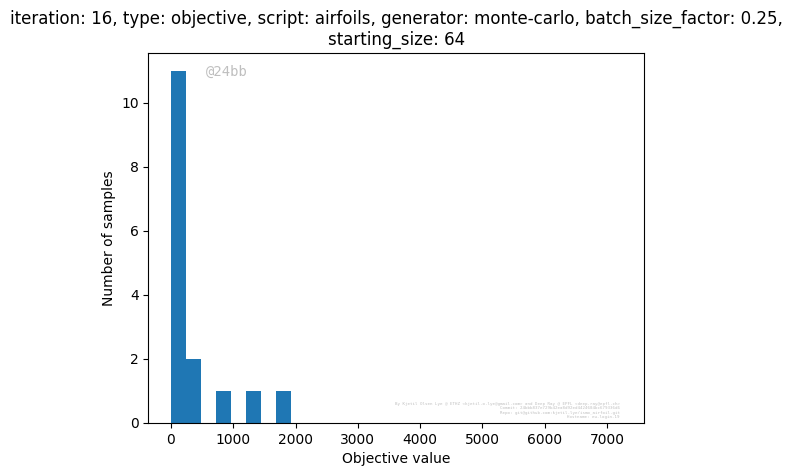 iteration: 16, type: objective, script: airfoils, generator: monte-carlo, batch_size_factor: 0.25,
starting_size: 64
@24bb
10
8
6
4
2
0
Number of samples
0 1000 2000 3000 4000 5000 6000 7000
Objective value